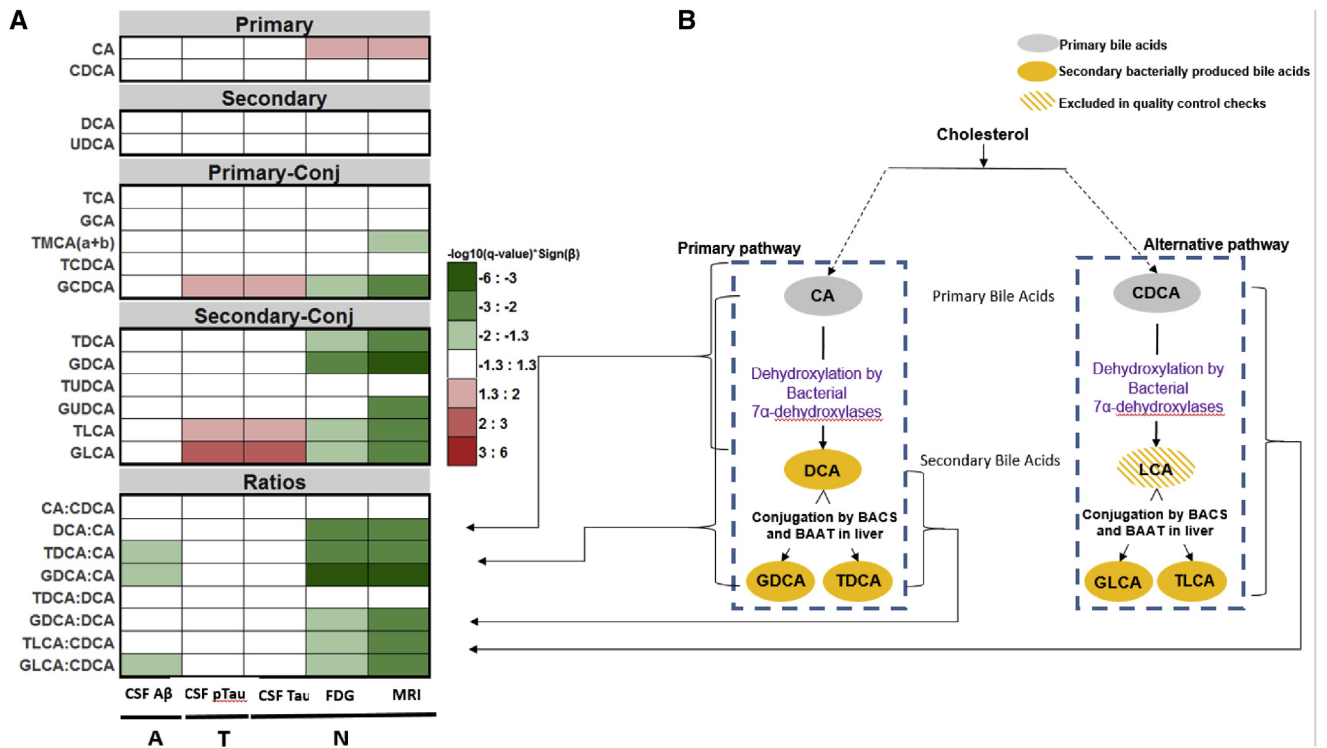 A
Primary
CA
CDCA
Secondary
DCA
UDCA
Primary-Conj
TCA
GCA
TMCA(a+b)
TCDCA
GCDCA
Secondary-Conj
TDCA
GDCA
TUDCA
GUDCA
TLCA
GLCA
Ratios
CA:CDCA
DCA:CA
TDCA:CA
GDCA:CA
TDCA:DCA
GDCA:DCA
TLCA:CDCA
GLCA:CDCA
CSF Aβ CSF pTau CSF Tau FDG MRI
A T N
-log10(q-value)*Sign(β)
-6 : -3
-3 : -2
-2 : -1.3
-1.3 : 1.3
1.3 : 2
2 : 3
3 : 6
B
Primary bile acids
Secondary bacterially produced bile acids
Excluded in quality control checks
Cholesterol
Primary pathway
Alternative pathway
CA
Primary Bile Acids
CDCA
Dehydroxylation by
Bacterial
7α-dehydroxylases
Dehydroxylation by
Bacterial
7α-dehydroxylases
DCA
Secondary Bile Acids
LCA
Conjugation by BACS
and BAAT in liver
Conjugation by BACS
and BAAT in liver
GDCA
TDCA
GLCA
TLCA